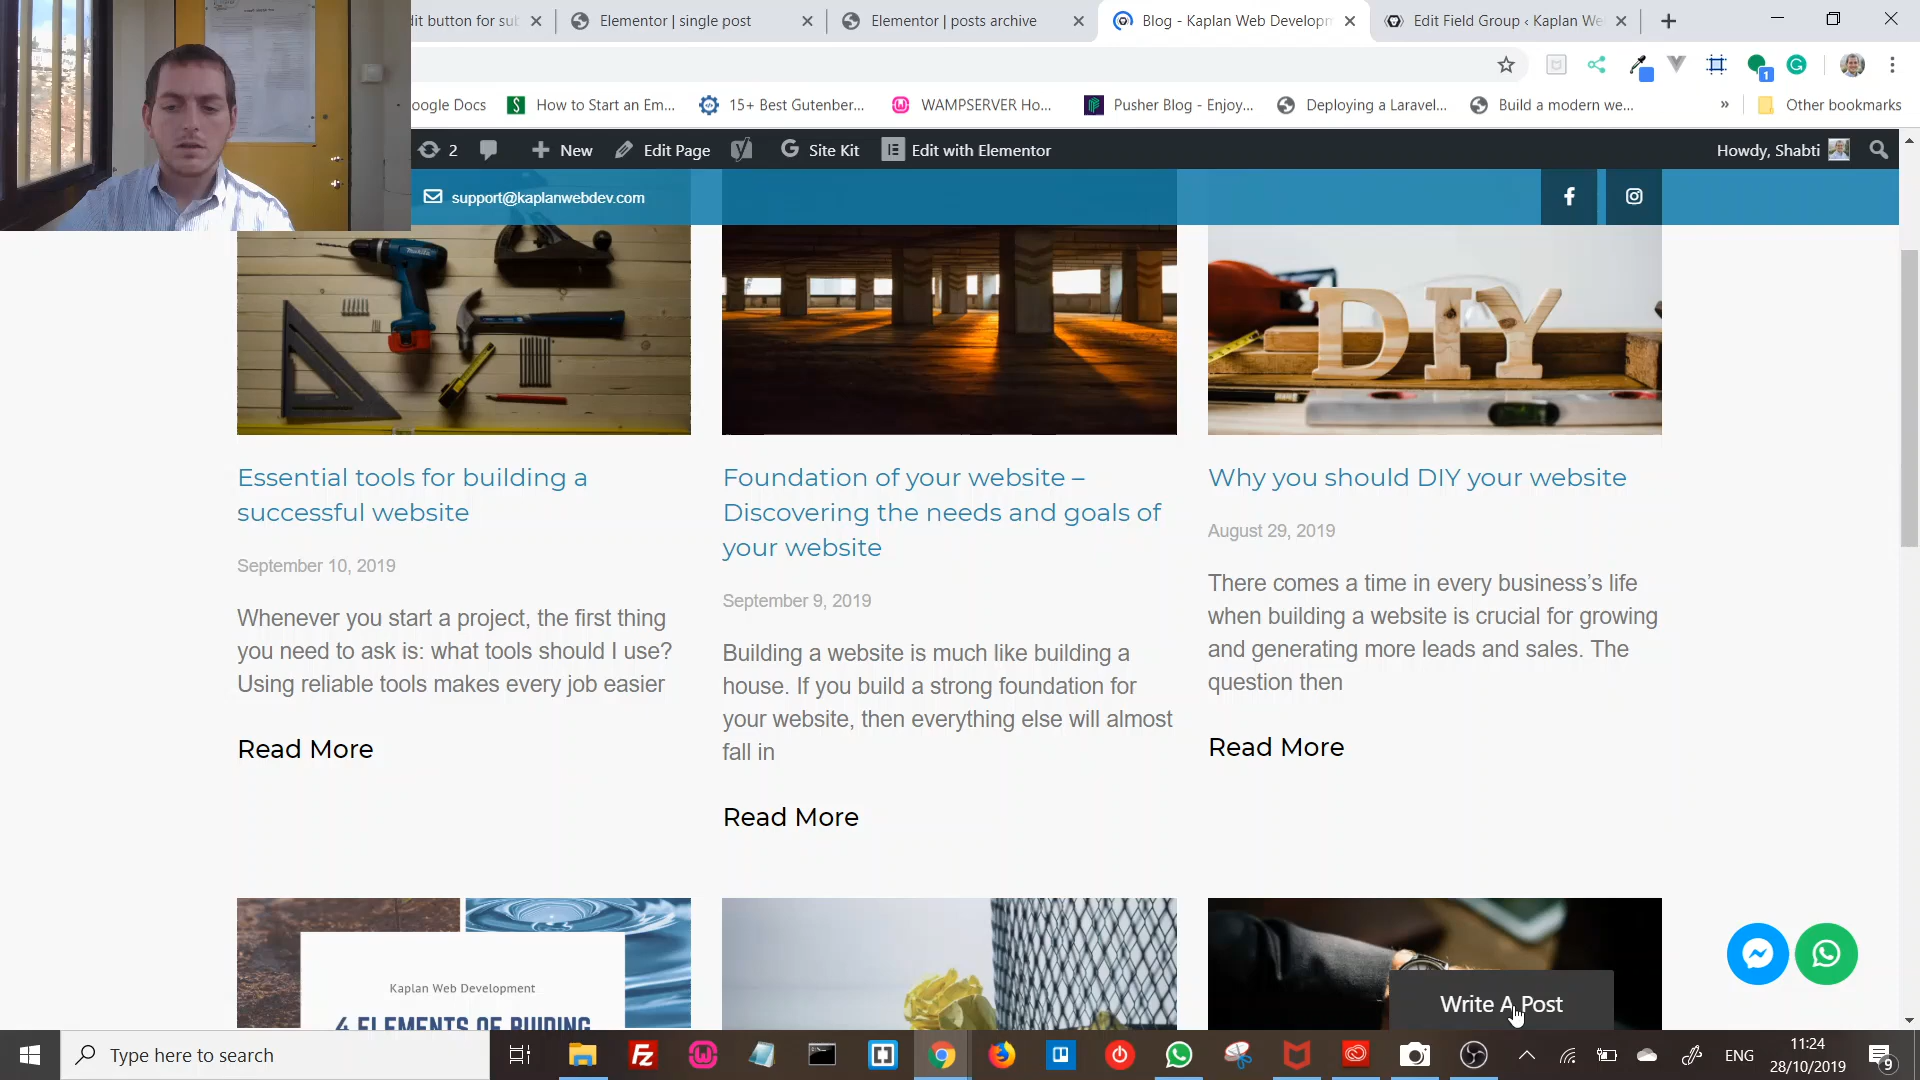 dit button for sub
Elementor | single post
Elementor | posts archive
Blog - Kaplan Web Developm
Edit Field Group ‹ Kaplan We
oogle Docs
How to Start an Em...
15+ Best Gutenber...
WAMPSERVER Ho...
Pusher Blog - Enjoy...
Deploying a Laravel...
Build a modern we...
»
Other bookmarks
2
New
Edit Page
Site Kit
Edit with Elementor
Howdy, Shabti
support@kaplanwebdev.com
DIY
Essential tools for building a
successful website
September 10, 2019
Whenever you start a project, the first thing
you need to ask is: what tools should I use?
Using reliable tools makes every job easier
Read More
Foundation of your website –
Discovering the needs and goals of
your website
September 9, 2019
Building a website is much like building a
house. If you build a strong foundation for
your website, then everything else will almost
fall in
Read More
Why you should DIY your website
August 29, 2019
There comes a time in every business's life
when building a website is crucial for growing
and generating more leads and sales. The
question then
Read More
Kaplan Web Development
4 ELEMENTS OF BUIDING
Write A Post
Type here to search
ENG
11:24
28/10/2019
9